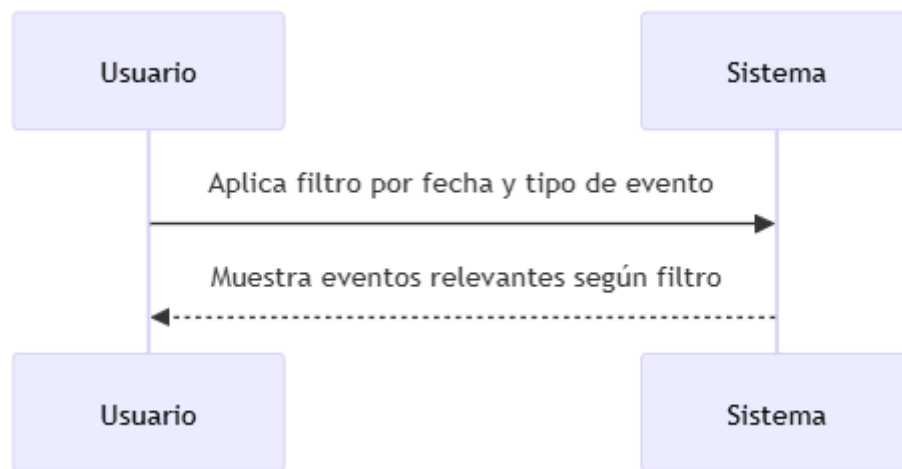 Usuario
Sistema
Aplica filtro por fecha y tipo de evento
Muestra eventos relevantes según filtro
Usuario
Sistema